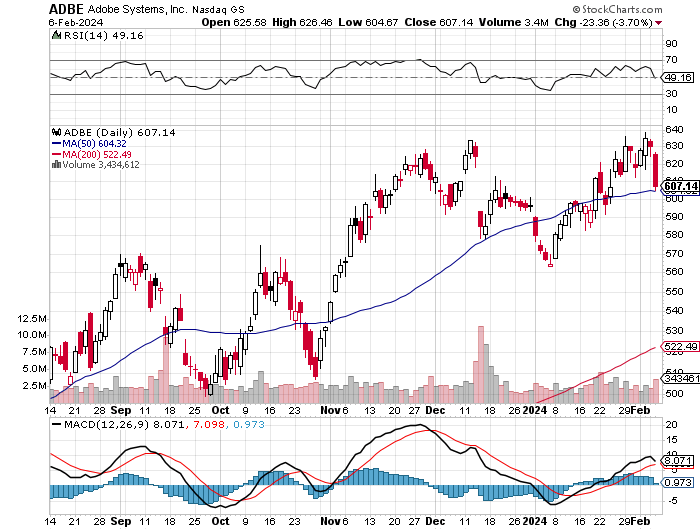 ADBE Adobe Systems, Inc. Nasdaq GS © StockCharts.com
6-Feb-2024 Open 625.58 High 626.46 Low 604.67 Close 607.14 Volume 3.4M Chg -23.36 (-3.70%)
RSI(14) 49.16
90
70
49.16
30
10
ADBE (Daily) 607.14
MA(50) 604.32
MA(200) 522.49
Volume 3,434,612
640
630
620
607.14
600
590
580
570
560
550
540
530
522.49
510
3434612
500
12.5M
10.0M
7.5M
5.0M
2.5M
14 21 28 Sep 11 18 25 Oct 9 16 23 Nov 6 13 20 27 Dec 11 18 26 2024 8 16 22 29 Feb
MACD(12,26,9) 8.071, 7.098, 0.973
20
15
10
8.071
0.973
-5
14 21 28 Sep 11 18 25 Oct 9 16 23 Nov 6 13 20 27 Dec 11 18 26 2024 8 16 22 29 Feb